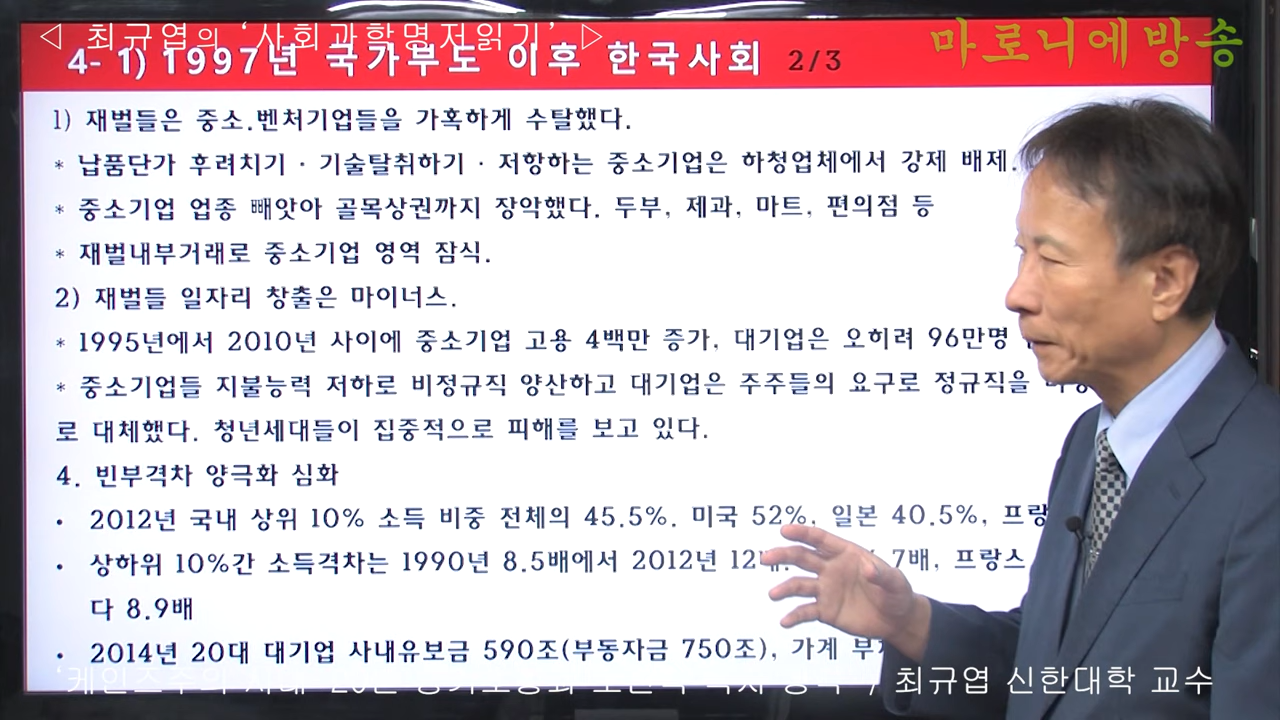 ◁ 최규엽의 '사회과학명저읽기' ▷
마로니에방송
4- 1) 1997년 국가부도 이후 한국사회 2/3
1) 재벌들은 중소.벤처기업들을 가혹하게 수탈했다.
* 납품단가 후려치기 · 기술탈취하기 · 저항하는 중소기업은 하청업체에서 강제 배제.
* 중소기업 업종 빼앗아 골목상권까지 장악했다. 두부, 제과, 마트, 편의점 등
* 재벌내부거래로 중소기업 영역 잠식.
2) 재벌들 일자리 창출은 마이너스.
* 1995년에서 2010년 사이에 중소기업 고용 4백만 증가, 대기업은 오히려 96만명
* 중소기업들 지불능력 저하로 비정규직 양산하고 대기업은 주주들의 요구로 정규직을
로 대체했다. 청년세대들이 집중적으로 피해를 보고 있다.
4. 빈부격차 양극화 심화
• 2012년 국내 상위 10% 소득 비중 전체의 45.5%. 미국 52%, 일본 40.5%,
• 상하위 10%간 소득격차는 1990년 8.5배에서 2012년 7배, 프랑스
다 8.9배
• 2014년 20대 대기업 사내유보금 590조(부동자금 750조), 가계
/ 최규엽 신한대학 교수